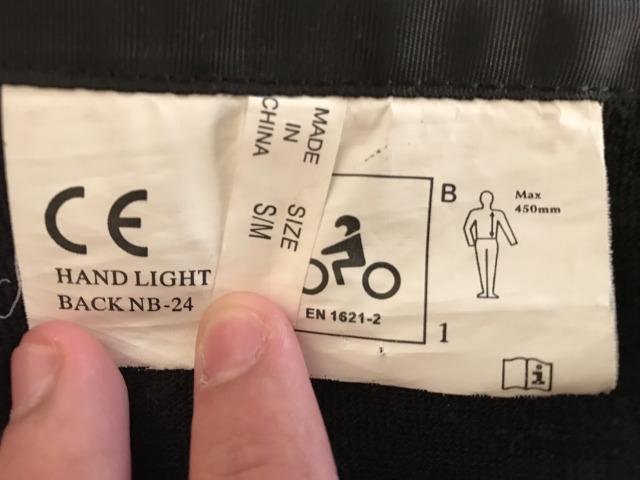 CE
HAND LIGHT
BACK NB-24
MADE
IN
CHINA
SIZE
S/M
EN 1621-2
B
1
Max
450mm
i